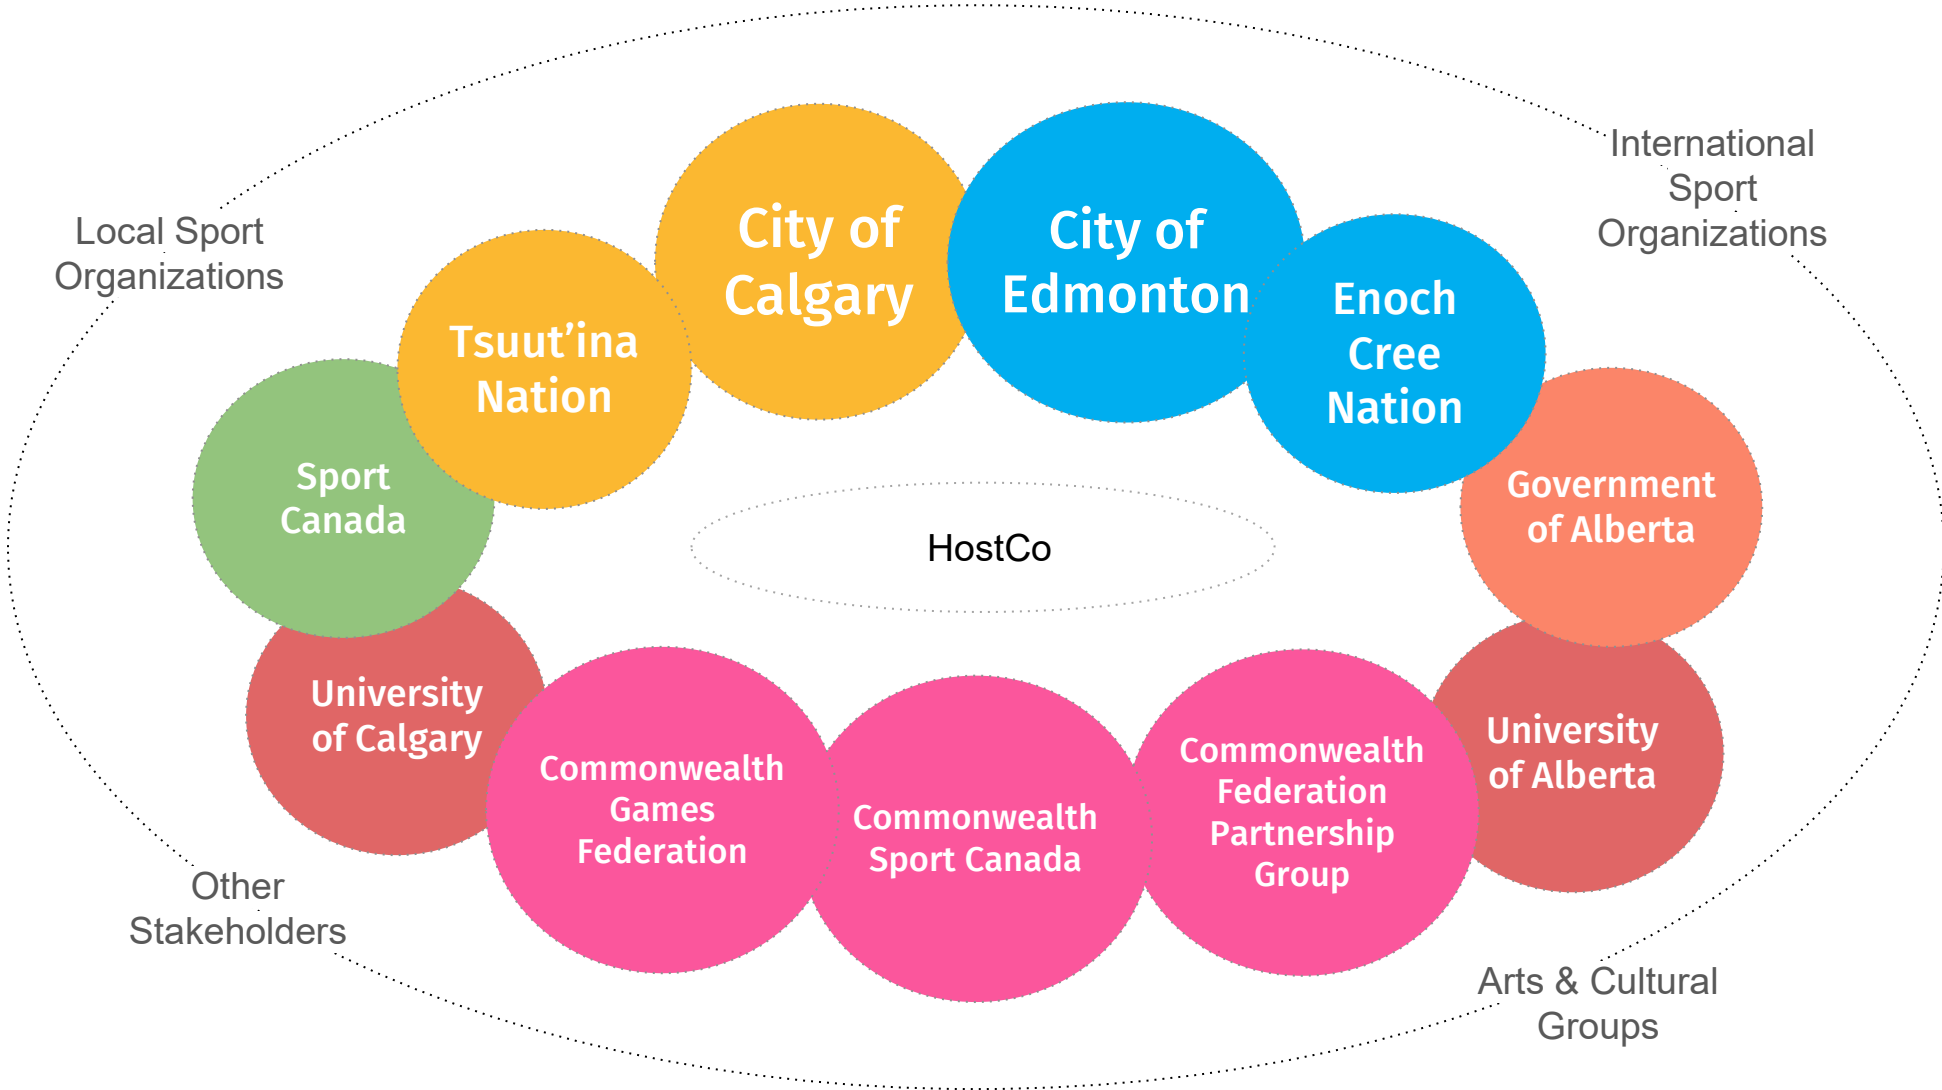 International
Sport
Organizations
Local Sport
Organizations
City of
Calgary
City of
Edmonton
Enoch
Cree
Nation
Tsuut’ina
Nation
Sport
Canada
Government
of Alberta
HostCo
University
of Calgary
Commonwealth
Games
Federation
Commonwealth
Sport Canada
Commonwealth
Federation
Partnership
Group
University
of Alberta
Other
Stakeholders
Arts & Cultural
Groups